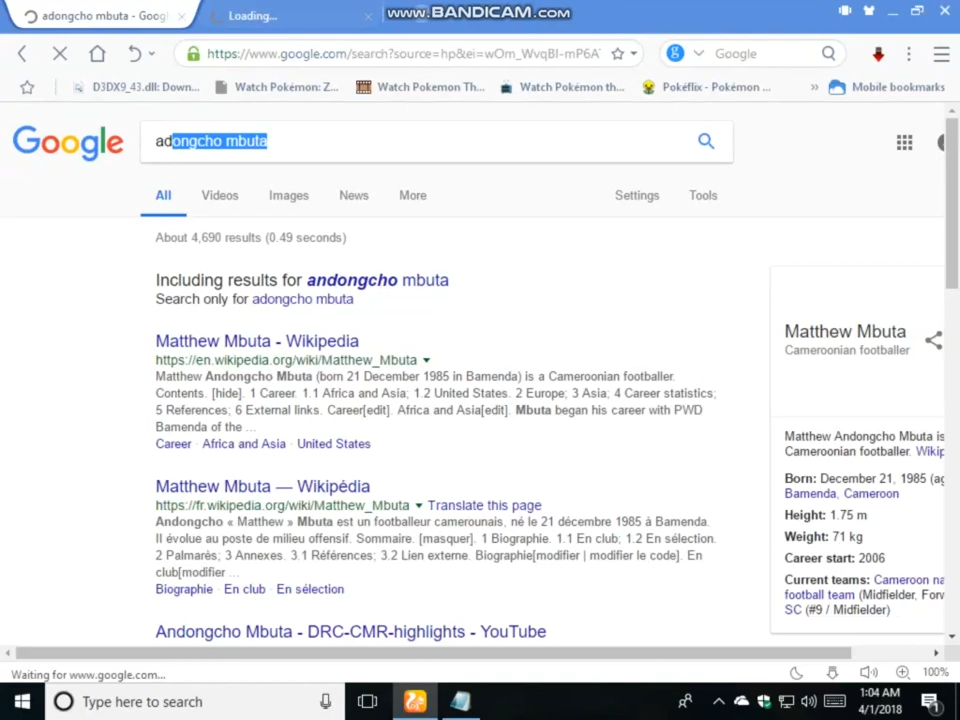 adongcho mbuta - Googl
Loading...
www.BANDICAM.com
https://www.google.com/search?source=hp&ei=wOm_WvqBI-mP6A
Google
D3DX9_43.dll: Down...
Watch Pokemon: Z...
Watch Pokemon Th...
Watch Pokémon th...
Pokéflix - Pokémon ...
»
Mobile bookmarks
Google
adongcho mbuta
All
Videos
Images
News
More
Settings
Tools
About 4,690 results (0.49 seconds)
Including results for andongcho mbuta
Search only for adongcho mbuta
Matthew Mbuta - Wikipedia
https://en.wikipedia.org/wiki/Matthew_Mbuta
Matthew Andongcho Mbuta (born 21 December 1985 in Bamenda) is a Cameroonian footballer.
Contents. [hide]. 1 Career. 1.1 Africa and Asia; 1.2 United States. 2 Europe; 3 Asia; 4 Career statistics;
5 References; 6 External links. Career[edit]. Africa and Asia[edit]. Mbuta began his career with PWD
Bamenda of the ...
Career · Africa and Asia · United States
Matthew Mbuta — Wikipédia
https://fr.wikipedia.org/wiki/Matthew_Mbuta
Translate this page
Andongcho « Matthew » Mbuta est un footballeur camerounais, né le 21 décembre 1985 à Bamenda.
Il évolue au poste de milieu offensif. Sommaire. [masquer]. 1 Biographie. 1.1 En club; 1.2 En sélection.
2 Palmarès; 3 Annexes. 3.1 Références; 3.2 Lien externe. Biographie[modifier | modifier le code]. En
club[modifier ...
Biographie · En club · En sélection
Andongcho Mbuta - DRC-CMR-highlights - YouTube
Matthew Mbuta
Cameroonian footballer
Matthew Andongcho Mbuta is
Cameroonian footballer. Wikip
Born: December 21, 1985 (ag
Bamenda, Cameroon
Height: 1.75 m
Weight: 71 kg
Career start: 2006
Current teams: Cameroon na
football team (Midfielder, Forw
SC (#9 / Midfielder)
Waiting for www.google.com...
100%
Type here to search
1:04 AM
4/1/2018
1